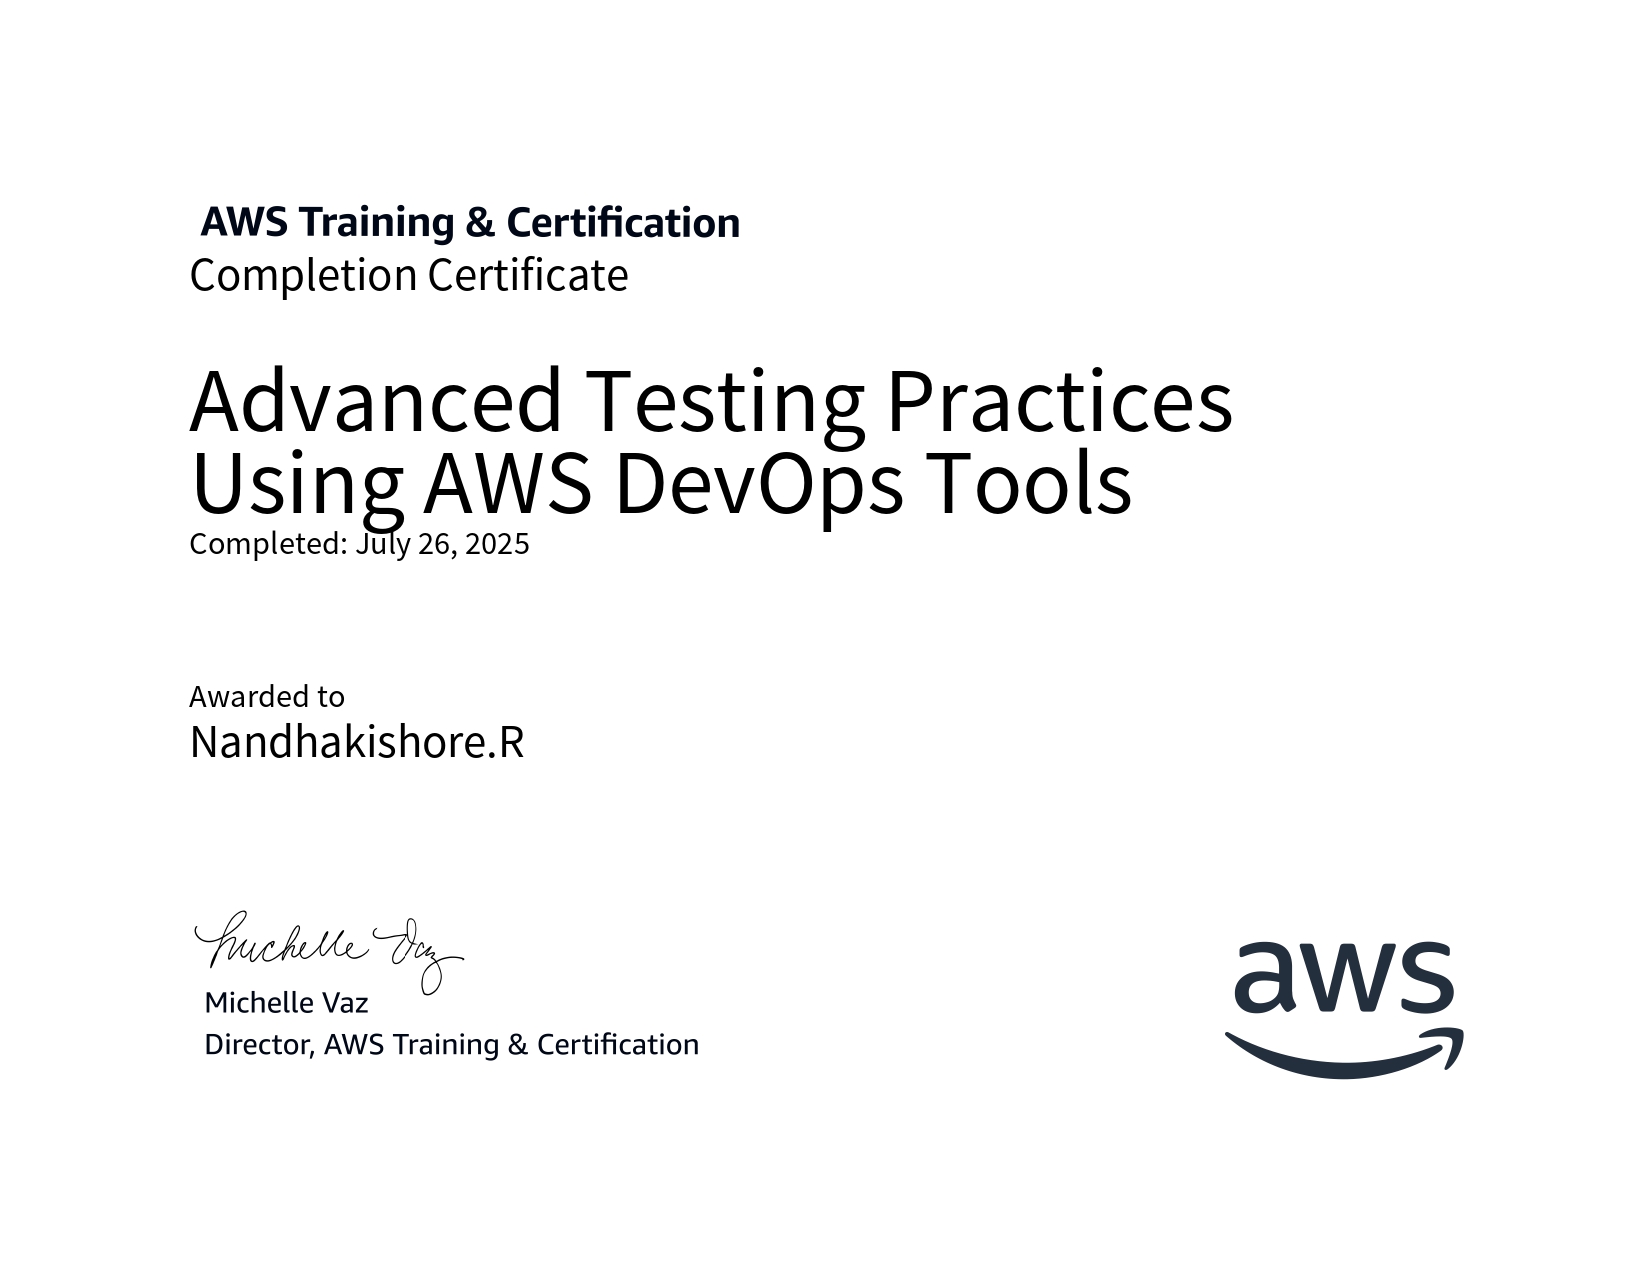 AWS Training & Certification
Completion Certificate
Advanced Testing Practices
Using AWS DevOps Tools
Completed: July 26, 2025
Awarded to
Nandhakishore.R
Michelle Vaz
Michelle Vaz
Director, AWS Training & Certification
aws